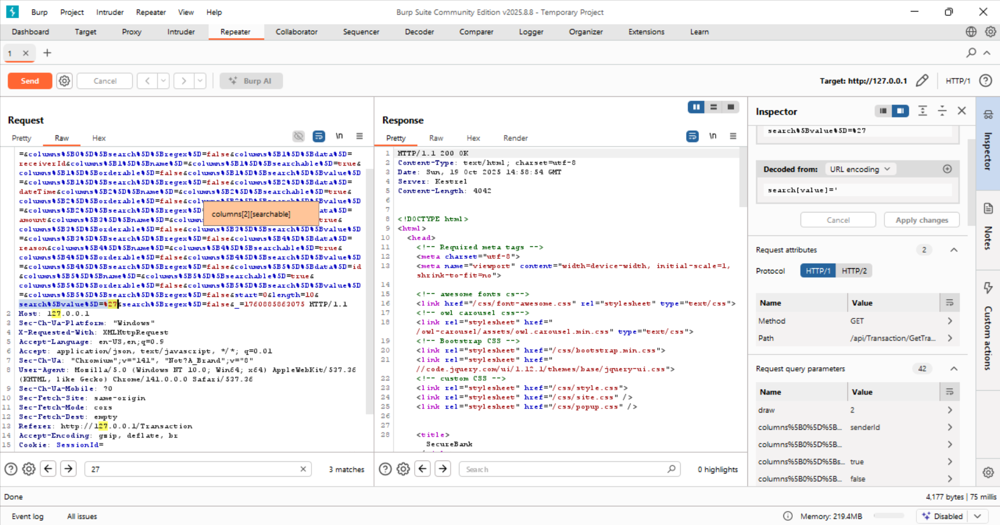 Burp Project Intruder Repeater View Help Burp Suite Community Edition v2025.8.8 - Temporary Project
Dashboard Target Proxy Intruder Repeater Collaborator Sequencer Decoder Comparer Logger Organizer Extensions Learn
1
Send Cancel Burp AI Target: http://127.0.0.1 HTTP/1
Request
Pretty Raw Hex \n
=&columns%5B0%5D%5Bsearch%5D%5Bregex%5D=false&columns%5B1%5D%5Bdata%5D=
receiverId&columns%5B1%5D%5Bname%5D=&columns%5B1%5D%5Bsearchable%5D=true&
columns%5B1%5D%5Borderable%5D=false&columns%5B1%5D%5Bsearch%5D%5Bvalue%5D
=&columns%5B1%5D%5Bsearch%5D%5Bregex%5D=false&columns%5B2%5D%5Bdata%5D=
dateTime&columns%5B2%5D%5Bname%5D=&columns%5B2%5D%5Bsearchable%5D=true&
columns%5B2%5D%5Borderable%5D=false&columns%5B2%5D%5Bsearch%5D%5Bvalue%5D
=&columns%5B2%5D%5Bsearch%5D%5Bregex%5D= ata%5D=
columns[2][searchable]
amount&columns%5B3%5D%5Bname%5D=&column true&
columns%5B3%5D%5Borderable%5D=false&columns%5B3%5D%5Bsearch%5D%5Bvalue%5D
=&columns%5B3%5D%5Bsearch%5D%5Bregex%5D=false&columns%5B4%5D%5Bdata%5D=
reason&columns%5B4%5D%5Bname%5D=&columns%5B4%5D%5Bsearchable%5D=true&
columns%5B4%5D%5Borderable%5D=false&columns%5B4%5D%5Bsearch%5D%5Bvalue%5D
=&columns%5B4%5D%5Bsearch%5D%5Bregex%5D=false&columns%5B5%5D%5Bdata%5D=id
&columns%5B5%5D%5Bname%5D=&columns%5B5%5D%5Bsearchable%5D=true&
columns%5B5%5D%5Borderable%5D=false&columns%5B5%5D%5Bsearch%5D%5Bvalue%5D
=&columns%5B5%5D%5Bsearch%5D%5Bregex%5D=false&start=0&length=10&
search%5Bvalue%5D=%27&search%5Bregex%5D=false&_=1760885863075 HTTP/1.1
2 Host: 127.0.0.1
3 Sec-Ch-Ua-Platform: "Windows"
4 X-Requested-With: XMLHttpRequest
5 Accept-Language: en-US,en;q=0.9
6 Accept: application/json, text/javascript, */*; q=0.01
7 Sec-Ch-Ua: "Chromium";v="141", "Not?A_Brand";v="8"
8 User-Agent: Mozilla/5.0 (Windows NT 10.0; Win64; x64) AppleWebKit/537.36
(KHTML, like Gecko) Chrome/141.0.0.0 Safari/537.36
9 Sec-Ch-Ua-Mobile: ?0
10 Sec-Fetch-Site: same-origin
11 Sec-Fetch-Mode: cors
12 Sec-Fetch-Dest: empty
13 Referer: http://127.0.0.1/Transaction
14 Accept-Encoding: gzip, deflate, br
15 Cookie: SessionId=
27 3 matches
Response
Pretty Raw Hex Render \n
1 HTTP/1.1 200 OK
2 Content-Type: text/html; charset=utf-8
3 Date: Sun, 19 Oct 2025 14:58:54 GMT
4 Server: Kestrel
5 Content-Length: 4042
6
7
8 <!DOCTYPE html>
9 <html>
10 <head>
11 <!-- Required meta tags -->
12 <meta charset="utf-8">
13 <meta name="viewport" content="width=device-width, initial-scale=1,
shrink-to-fit=no">
14
15 <!-- awesome fonts cs-->
16 <link href="/css/font-awesome.css" rel="stylesheet" type="text/css">
17 <!-- owl carousel css-->
18 <link rel="stylesheet" href="
/owl-carousel/assets/owl.carousel.min.css" type="text/css">
19 <!-- Bootstrap CSS -->
20 <link rel="stylesheet" href="/css/bootstrap.min.css">
21 <link rel="stylesheet" href="
//code.jquery.com/ui/1.12.1/themes/base/jquery-ui.css">
22 <!-- custom CSS -->
23 <link rel="stylesheet" href="/css/style.css">
24 <link rel="stylesheet" href="/css/site.css" />
25 <link rel="stylesheet" href="/css/popup.css" />
26
27
28 <title>
SecureBank
Search 0 highlights
Inspector
search%5Bvalue%5D=%27
Decoded from: URL encoding
search[value]='
Cancel Apply changes
Request attributes 2
Protocol HTTP/1 HTTP/2
Name Value
Method GET
Path /api/Transaction/GetTra...
Request query parameters 42
Name Value
draw 2
columns%5B0%5D%5B... senderId
columns%5B0%5D%5B...
columns%5B0%5D%5Bs... true
columns%5B0%5D%5B... false
Inspector
Notes
Custom actions
Done 4,177 bytes | 75 millis
Event log All issues Memory: 219.4MB Disabled